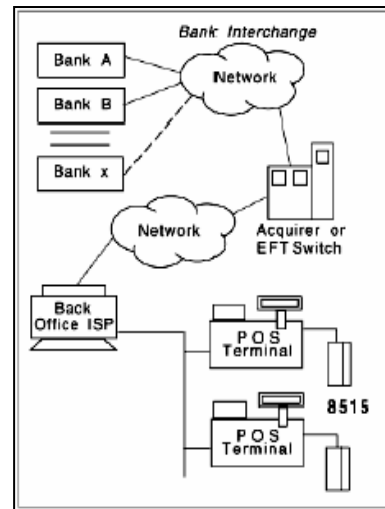 Bank Interchange
Bank A
Network
Bank B
Bank x
Network
Acquirer or
EFT Switch
Back
Office ISP
POS
Terminal
8515
POS
Terminal